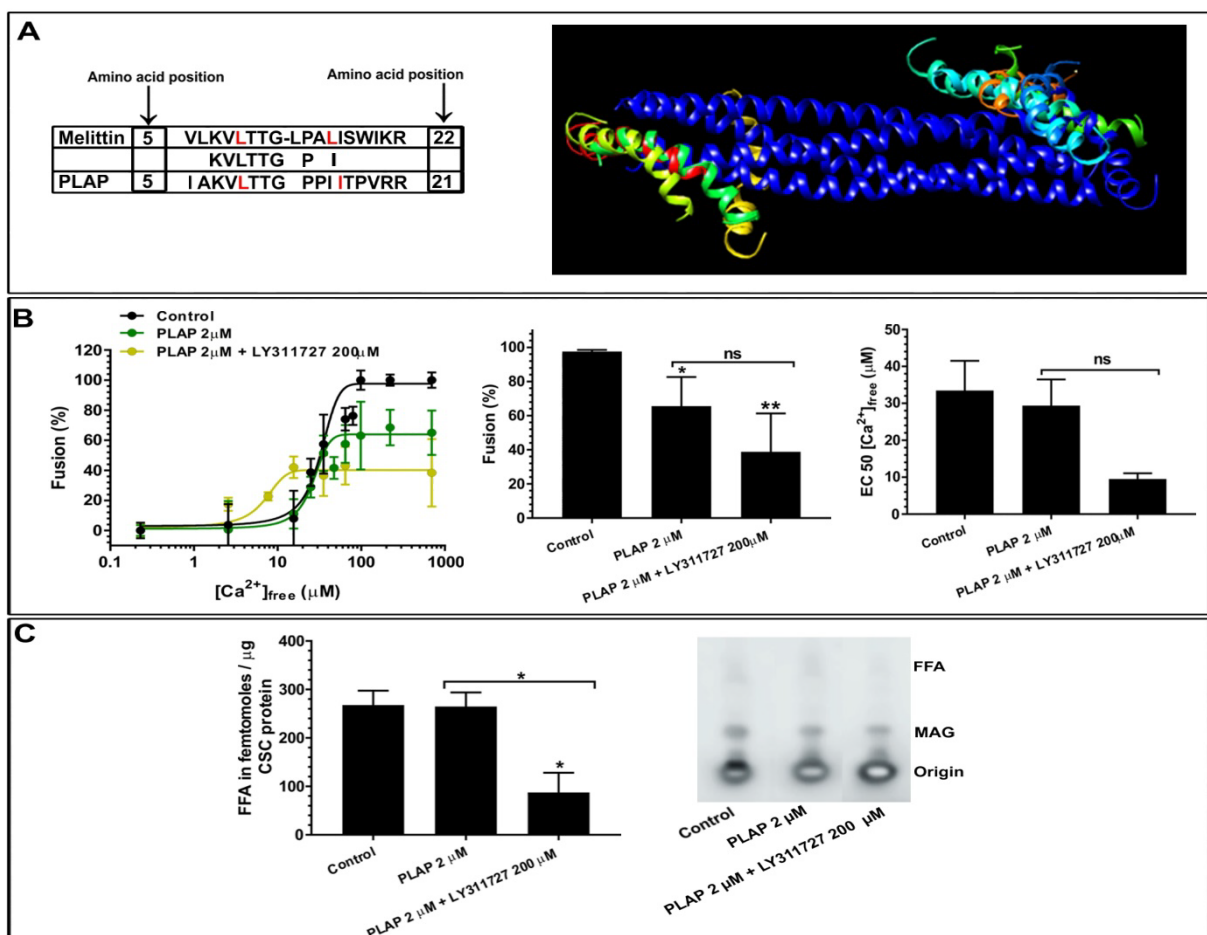 A
Amino acid position
Amino acid position
Melittin 5 VLKVLTTG-LPALISWIKR 22
KVLTTG P I
PLAP 5 IAKVLTTG PPIITPVRR 21
B
Control
PLAP 2μM
PLAP 2μM + LY311727 200μM
Fusion (%)
120
100
80
60
40
20
0
0.1 1 10 100 1000
[Ca²⁺]free (μM)
Fusion (%)
100
80
60
40
20
0
ns
*
**
Control
PLAP 2 μM
PLAP 2 μM + LY311727 200μM
EC 50 [Ca²⁺]free (μM)
50
40
30
20
10
0
ns
Control
PLAP 2 μM
PLAP 2 μM + LY311727 200μM
C
FFA in femtomoles / μg
CSC protein
400
300
200
100
0
*
*
Control
PLAP 2 μM
PLAP 2 μM + LY311727 200 μM
FFA
MAG
Origin
Control
PLAP 2 μM
PLAP 2 μM + LY311727 200 μM